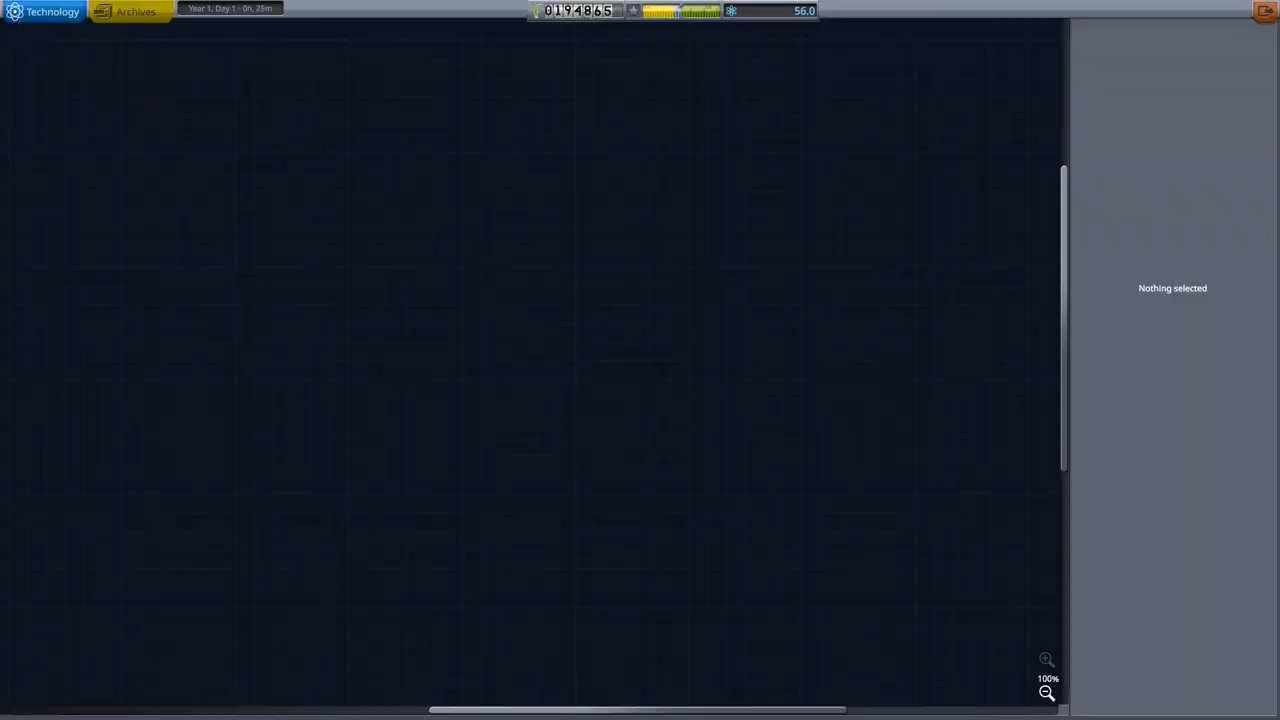 Technology
Archives
Year 1, Day 1 - 0h, 25m
0194865
56.0
Nothing selected
100%